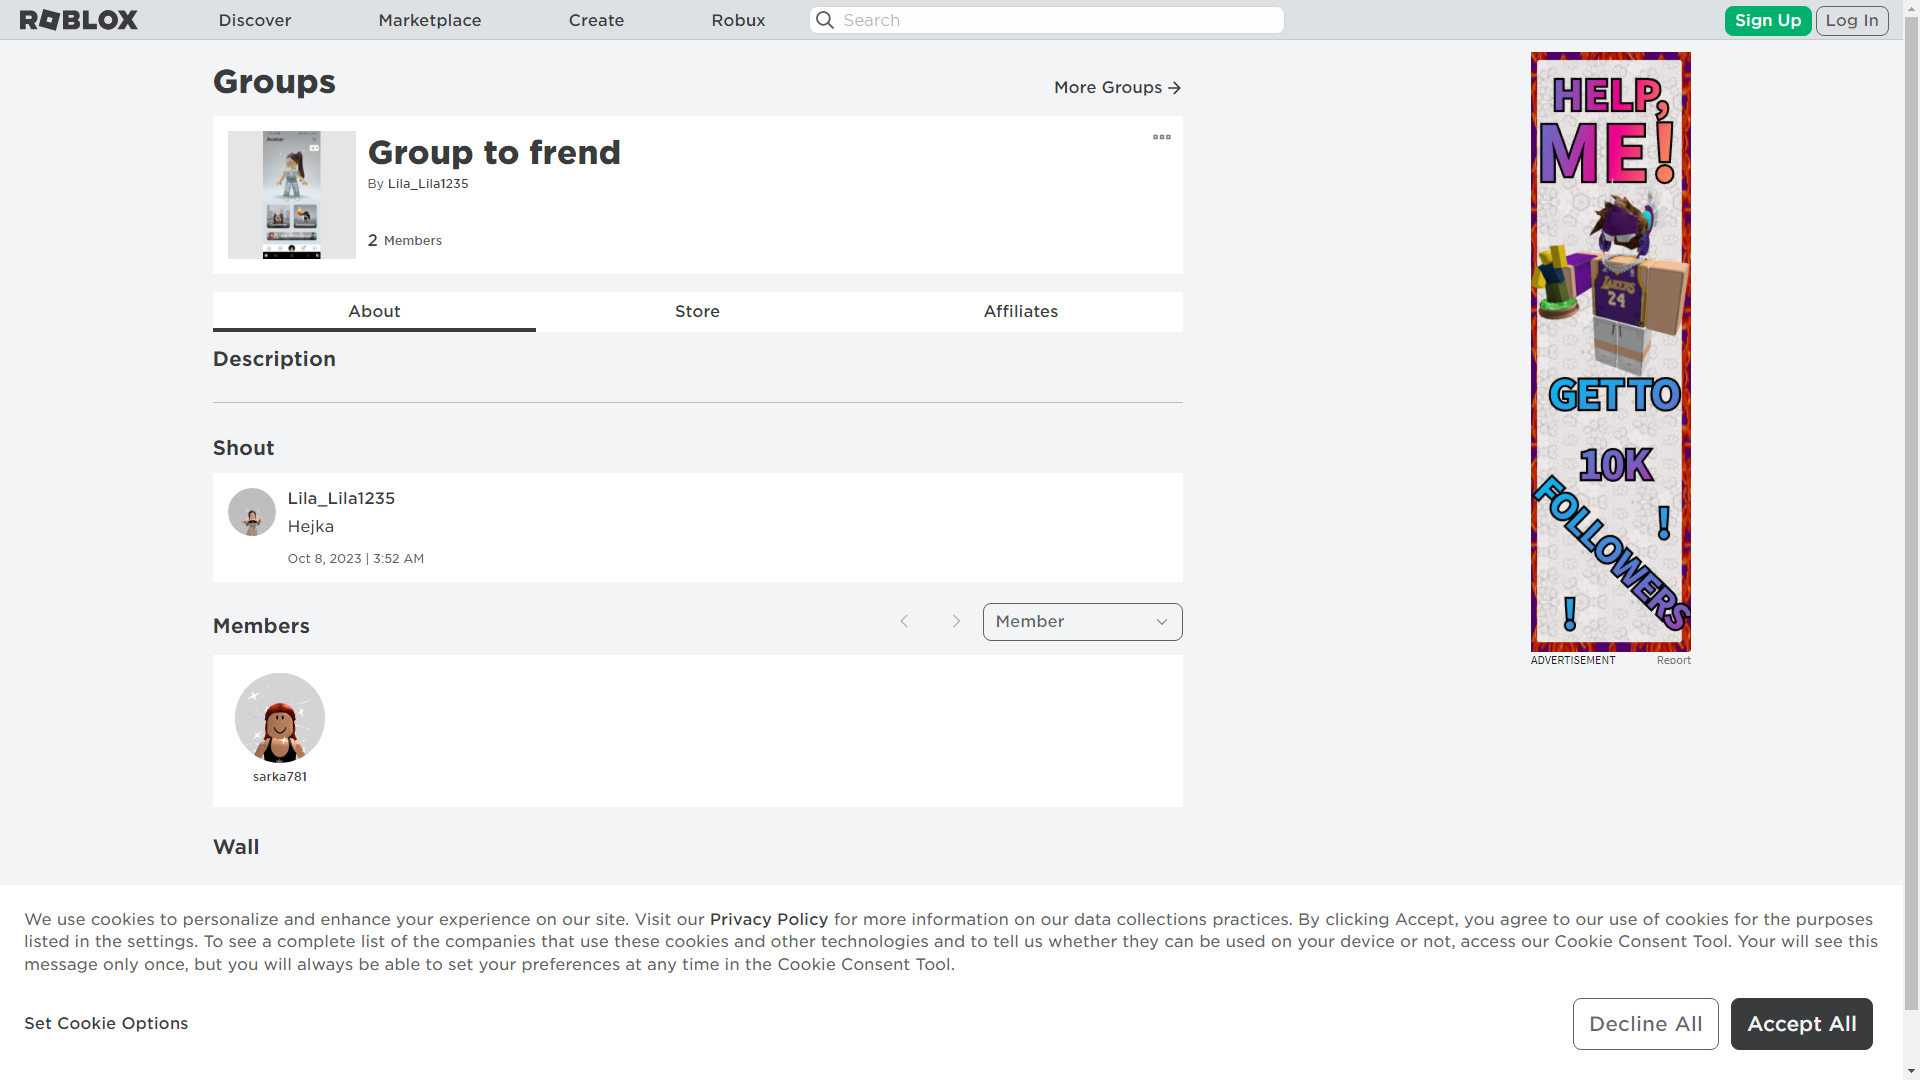 ROBLOX
Discover
Marketplace
Create
Robux
Search
Sign Up
Log In
Groups
More Groups
Group to frend
By Lila_Lila1235
2 Members
About
Store
Affiliates
Description
Shout
Lila_Lila1235
Hejka
Oct 8, 2023 | 3:52 AM
Members
Member
sarka781
Wall
HELP,
ME!
LAKERS
24
GET TO
10K
FOLLOWERS
!
!
ADVERTISEMENT
Report
We use cookies to personalize and enhance your experience on our site. Visit our Privacy Policy for more information on our data collections practices. By clicking Accept, you agree to our use of cookies for the purposes
listed in the settings. To see a complete list of the companies that use these cookies and other technologies and to tell us whether they can be used on your device or not, access our Cookie Consent Tool. Your will see this
message only once, but you will always be able to set your preferences at any time in the Cookie Consent Tool.
Set Cookie Options
Decline All
Accept All